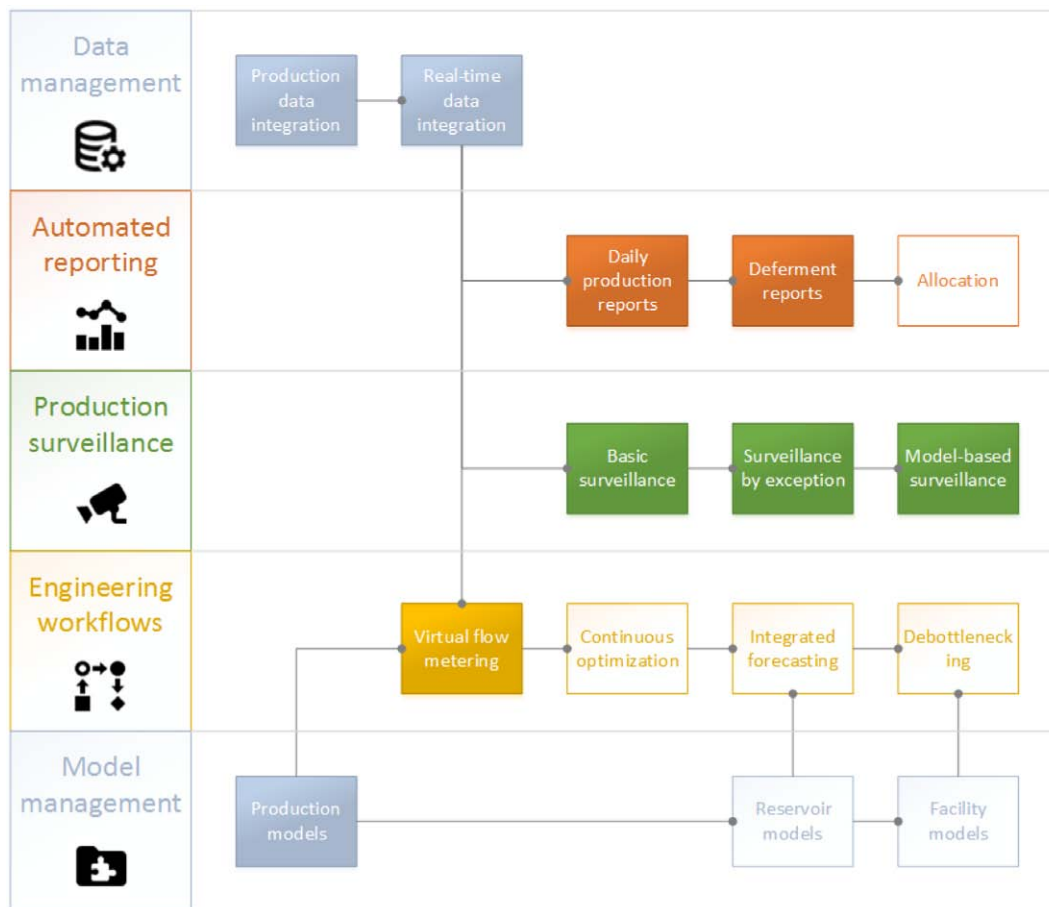 Data
management
Production
data
integration
Real-time
data
integration
Automated
reporting
Daily
production
reports
Deferment
reports
Allocation
Production
surveillance
Basic
surveillance
Surveillance
by exception
Model-based
surveillance
Engineering
workflows
Virtual flow
metering
Continuous
optimization
Integrated
forecasting
Debottleneck
ing
Model
management
Production
models
Reservoir
models
Facility
models